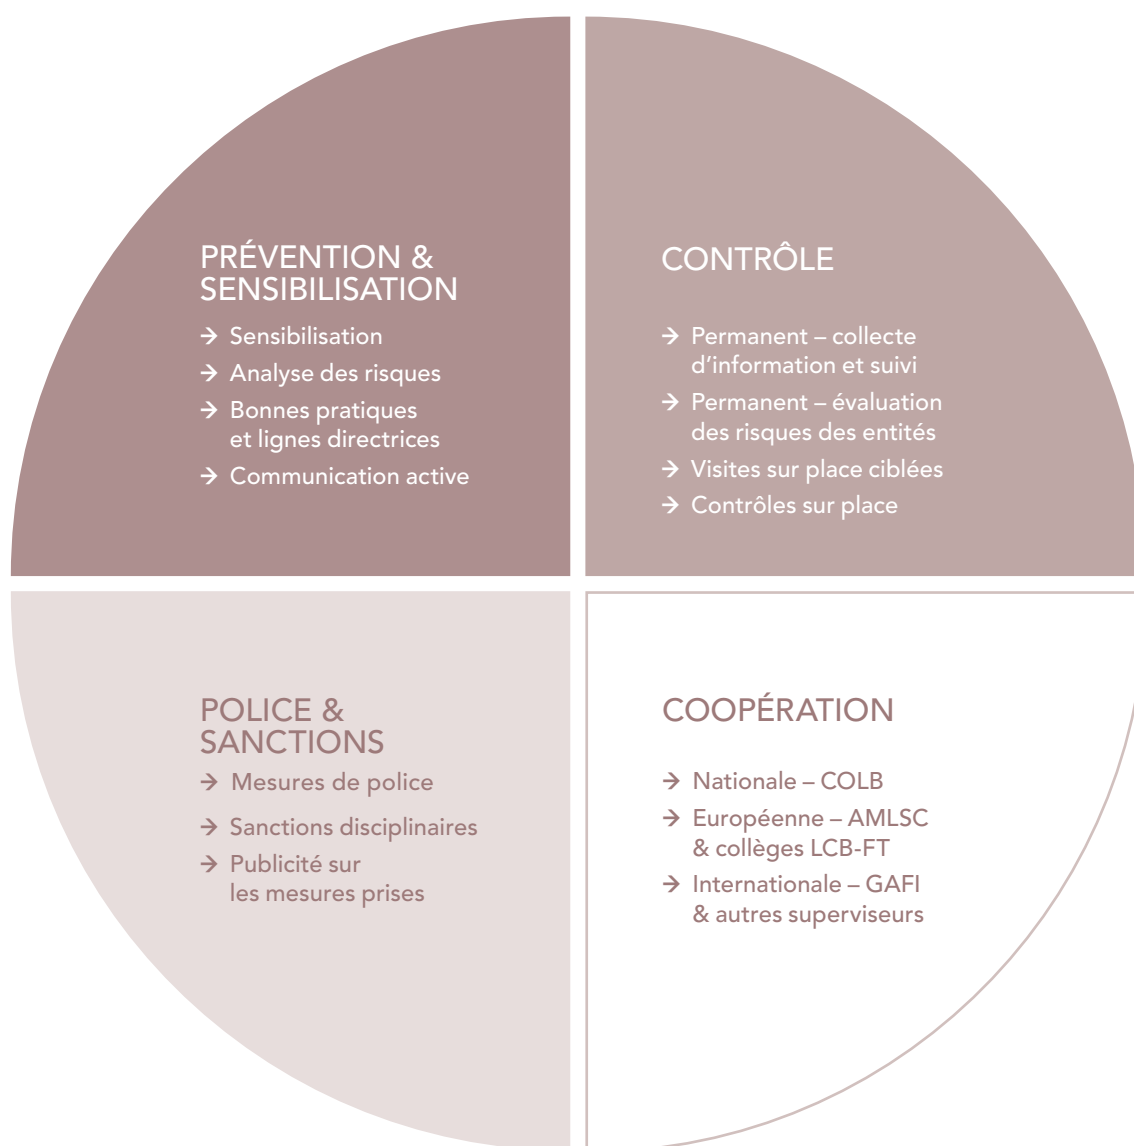 PRÉVENTION &
SENSIBILISATION
→ Sensibilisation
→ Analyse des risques
→ Bonnes pratiques
et lignes directrices
→ Communication active
CONTRÔLE
→ Permanent – collecte
d’information et suivi
→ Permanent – évaluation
des risques des entités
→ Visites sur place ciblées
→ Contrôles sur place
POLICE &
SANCTIONS
→ Mesures de police
→ Sanctions disciplinaires
→ Publicité sur
les mesures prises
COOPÉRATION
→ Nationale – COLB
→ Européenne – AMLSC
& collèges LCB-FT
→ Internationale – GAFI
& autres superviseurs